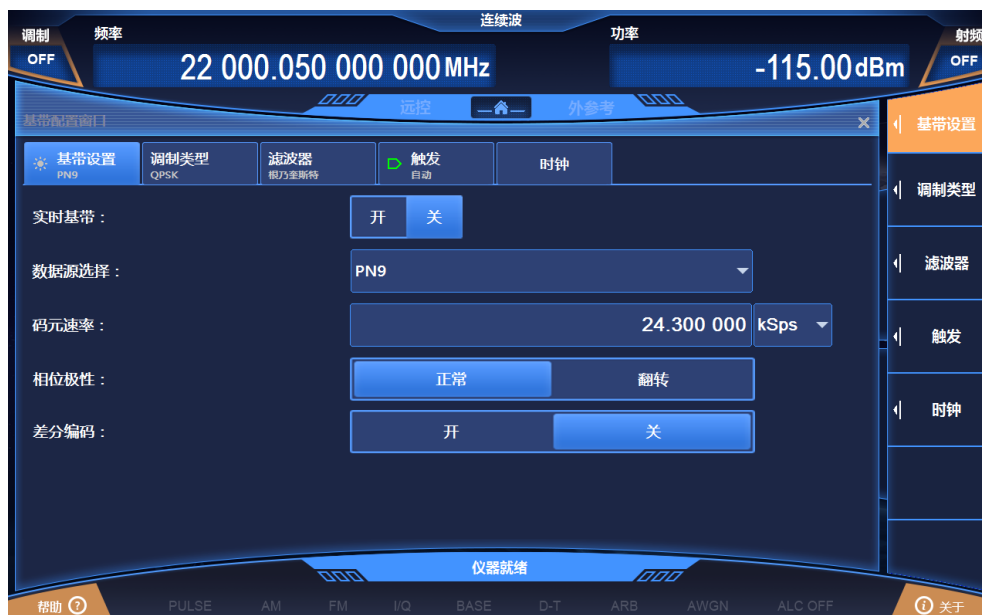 连续波
调制
频率
功率
射频
OFF
22 000.050 000 000 MHz
-115.00 dBm
OFF
远控
外参考
基带配置窗口
×
基带设置
PN9
调制类型
QPSK
滤波器
根乃奎斯特
触发
自动
时钟
实时基带：
开
关
数据源选择：
PN9
码元速率：
24.300 000
kSps
相位极性：
正常
翻转
差分编码：
开
关
基带设置
调制类型
滤波器
触发
时钟
仪器就绪
帮助 ?
PULSE
AM
FM
I/Q
BASE
D-T
ARB
AWGN
ALC OFF
i 关于